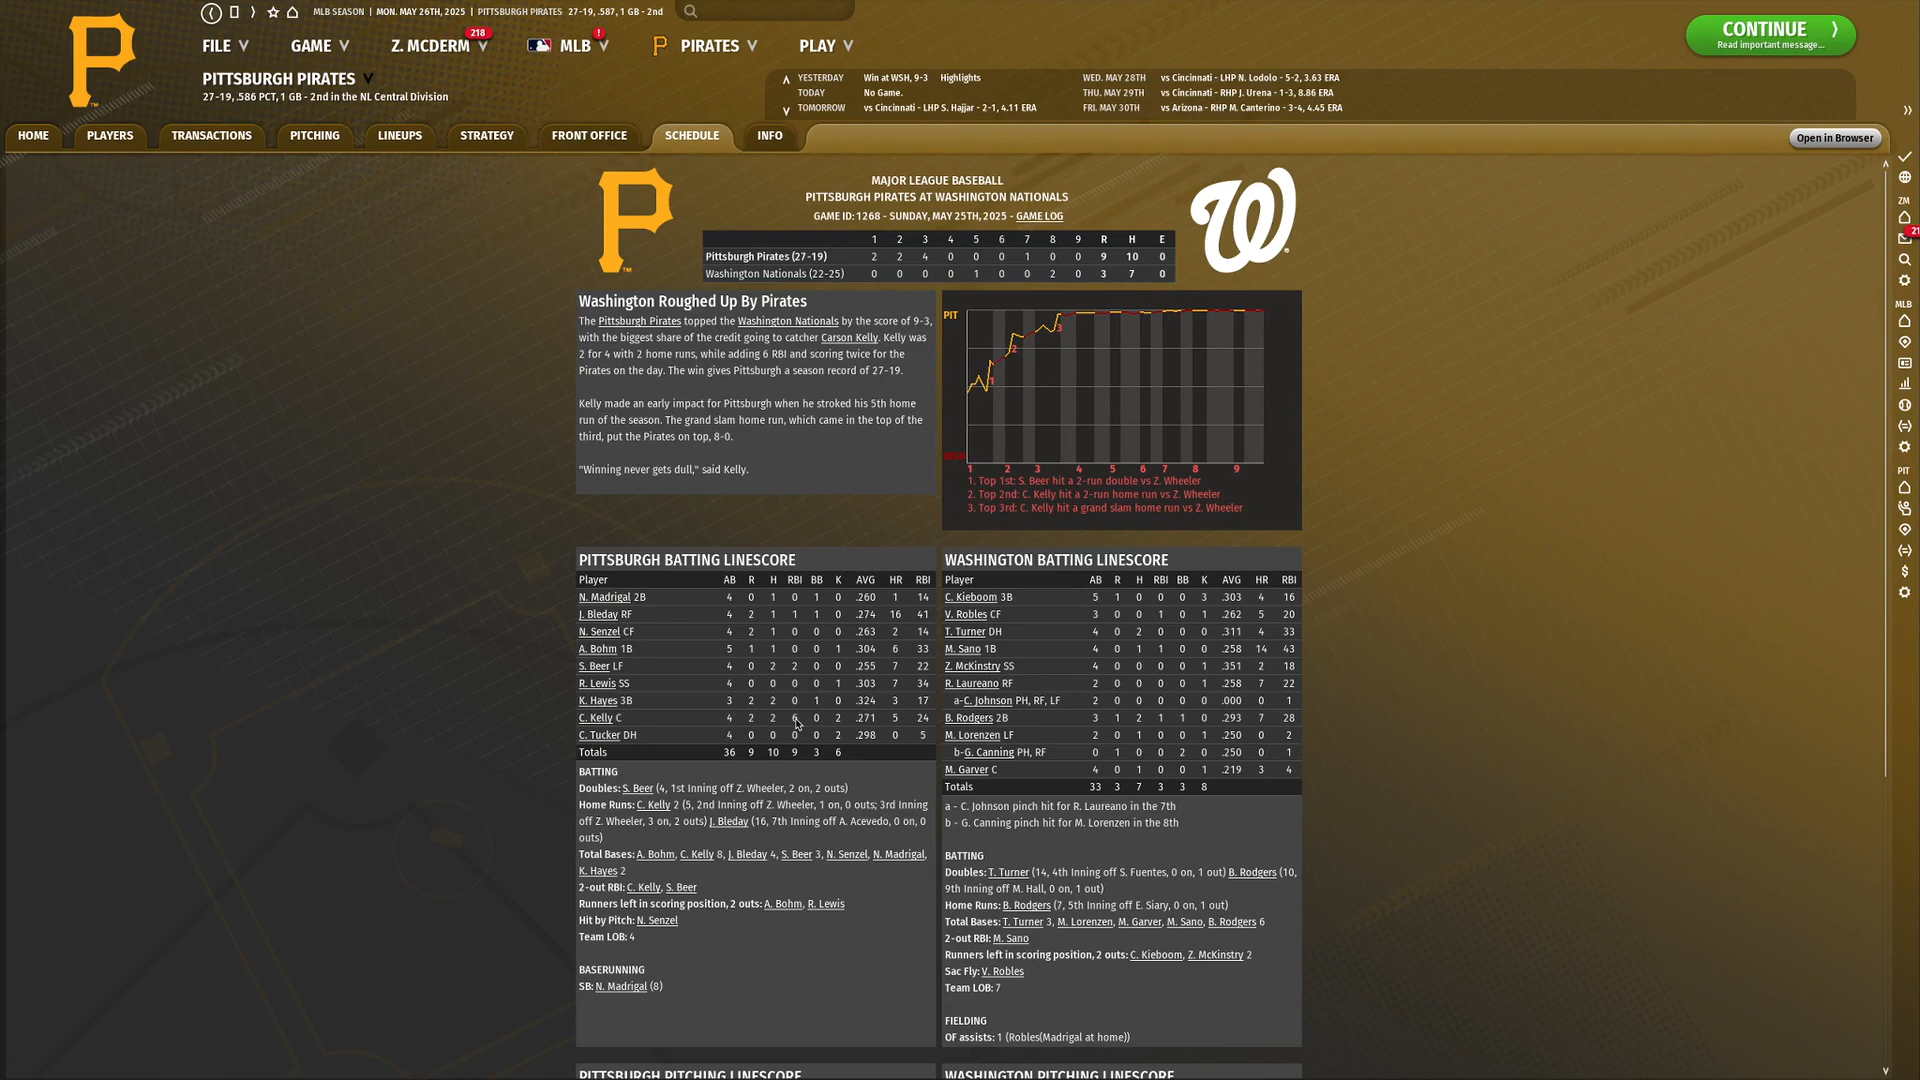 MLB SEASON | MON. MAY 26TH, 2025 | PITTSBURGH PIRATES 27-19, .587, 1 GB - 2nd
P
FILE GAME Z. MCDERM 218 MLB ! PIRATES PLAY
CONTINUE
Read important message...
PITTSBURGH PIRATES
27-19, .586 PCT, 1 GB - 2nd in the NL Central Division
YESTERDAY Win at WSH, 9-3 Highlights WED. MAY 28TH vs Cincinnati - LHP N. Lodolo - 5-2, 3.63 ERA
TODAY No Game. THU. MAY 29TH vs Cincinnati - RHP J. Urena - 1-3, 8.86 ERA
TOMORROW vs Cincinnati - LHP S. Hajjar - 2-1, 4.11 ERA FRI. MAY 30TH vs Arizona - RHP M. Canterino - 3-4, 4.45 ERA
HOME PLAYERS TRANSACTIONS PITCHING LINEUPS STRATEGY FRONT OFFICE SCHEDULE INFO
Open in Browser
MAJOR LEAGUE BASEBALL
PITTSBURGH PIRATES AT WASHINGTON NATIONALS
GAME ID: 1268 - SUNDAY, MAY 25TH, 2025 - GAME LOG
P
W
1 2 3 4 5 6 7 8 9 R H E
Pittsburgh Pirates (27-19) 2 2 4 0 0 0 1 0 0 9 10 0
Washington Nationals (22-25) 0 0 0 0 1 0 0 2 0 3 7 0
Washington Roughed Up By Pirates
The Pittsburgh Pirates topped the Washington Nationals by the score of 9-3,
with the biggest share of the credit going to catcher Carson Kelly. Kelly was
2 for 4 with 2 home runs, while adding 6 RBI and scoring twice for the
Pirates on the day. The win gives Pittsburgh a season record of 27-19.
Kelly made an early impact for Pittsburgh when he stroked his 5th home
run of the season. The grand slam home run, which came in the top of the
third, put the Pirates on top, 8-0.
"Winning never gets dull," said Kelly.
PIT
1
2
3
1 2 3 4 5 6 7 8 9
1. Top 1st: S. Beer hit a 2-run double vs Z. Wheeler
2. Top 2nd: C. Kelly hit a 2-run home run vs Z. Wheeler
3. Top 3rd: C. Kelly hit a grand slam home run vs Z. Wheeler
PITTSBURGH BATTING LINESCORE
Player AB R H RBI BB K AVG HR RBI
N. Madrigal 2B 4 0 1 0 1 0 .260 1 14
J. Bleday RF 4 2 1 1 1 0 .274 16 41
N. Senzel CF 4 2 1 0 0 0 .263 2 14
A. Bohm 1B 5 1 1 0 0 1 .304 6 33
S. Beer LF 4 0 2 2 0 0 .255 7 22
R. Lewis SS 4 0 0 0 0 1 .303 7 34
K. Hayes 3B 3 2 2 0 1 0 .324 3 17
C. Kelly C 4 2 2 6 0 2 .271 5 24
C. Tucker DH 4 0 0 0 0 2 .298 0 5
Totals 36 9 10 9 3 6
BATTING
Doubles: S. Beer (4, 1st Inning off Z. Wheeler, 2 on, 2 outs)
Home Runs: C. Kelly 2 (5, 2nd Inning off Z. Wheeler, 1 on, 0 outs; 3rd Inning
off Z. Wheeler, 3 on, 2 outs) J. Bleday (16, 7th Inning off A. Acevedo, 0 on, 0
outs)
Total Bases: A. Bohm, C. Kelly 8, J. Bleday 4, S. Beer 3, N. Senzel, N. Madrigal,
K. Hayes 2
2-out RBI: C. Kelly, S. Beer
Runners left in scoring position, 2 outs: A. Bohm, R. Lewis
Hit by Pitch: N. Senzel
Team LOB: 4
BASERUNNING
SB: N. Madrigal (8)
WASHINGTON BATTING LINESCORE
Player AB R H RBI BB K AVG HR RBI
C. Kieboom 3B 5 1 0 0 0 3 .303 4 16
V. Robles CF 3 0 0 1 0 1 .262 5 20
T. Turner DH 4 0 2 0 0 0 .311 4 33
M. Sano 1B 4 0 1 1 0 0 .258 14 43
Z. McKinstry SS 4 0 0 0 0 1 .351 2 18
R. Laureano RF 2 0 0 0 0 1 .258 7 22
a-C. Johnson PH, RF, LF 2 0 0 0 0 0 .000 0 1
B. Rodgers 2B 3 1 2 1 1 0 .293 7 28
M. Lorenzen LF 2 0 1 0 0 1 .250 0 2
b-G. Canning PH, RF 0 1 0 0 2 0 .250 0 1
M. Garver C 4 0 1 0 0 1 .219 3 4
Totals 33 3 7 3 3 8
a - C. Johnson pinch hit for R. Laureano in the 7th
b - G. Canning pinch hit for M. Lorenzen in the 8th
BATTING
Doubles: T. Turner (14, 4th Inning off S. Fuentes, 0 on, 1 out) B. Rodgers (10,
9th Inning off M. Hall, 0 on, 1 out)
Home Runs: B. Rodgers (7, 5th Inning off E. Siary, 0 on, 1 out)
Total Bases: T. Turner 3, M. Lorenzen, M. Garver, M. Sano, B. Rodgers 6
2-out RBI: M. Sano
Runners left in scoring position, 2 outs: C. Kieboom, Z. McKinstry 2
Sac Fly: V. Robles
Team LOB: 7
FIELDING
OF assists: 1 (Robles(Madrigal at home))
PITTSBURGH PITCHING LINESCORE
WASHINGTON PITCHING LINESCORE
ZM
21
MLB
PIT